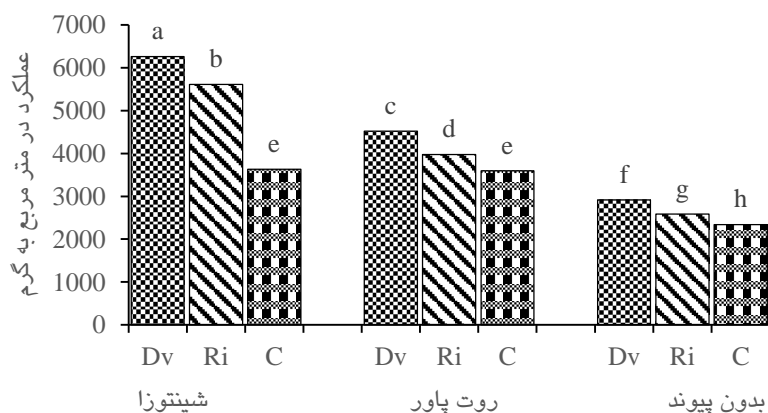 عملکرد در متر مربع به گرم
7000
6000
5000
4000
3000
2000
1000
0
a b e c d e f g h
Dv Ri C Dv Ri C Dv Ri C
شینتوزا روت پاور بدون پیوند